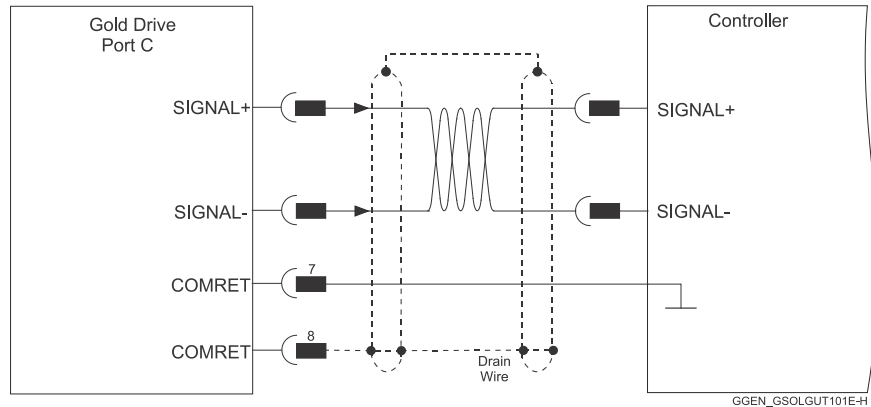 Gold Drive
Port C
Controller
SIGNAL+
SIGNAL+
SIGNAL-
SIGNAL-
COMRET
7
COMRET
8
Drain
Wire
GGEN_GSOLGUT101E-H